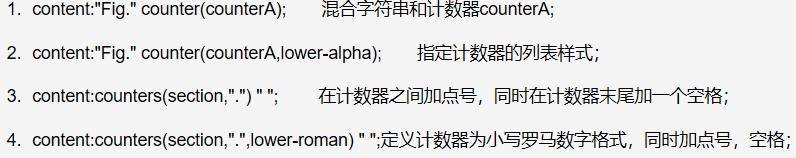 1. content:"Fig." counter(counterA); 混合字符串和计数器counterA;
2. content:"Fig." counter(counterA,lower-alpha); 指定计数器的列表样式；
3. content:counters(section,".") " "; 在计数器之间加点号，同时在计数器末尾加一个空格；
4. content:counters(section,".",lower-roman) " ";定义计数器为小写罗马数字格式，同时加点号，空格；